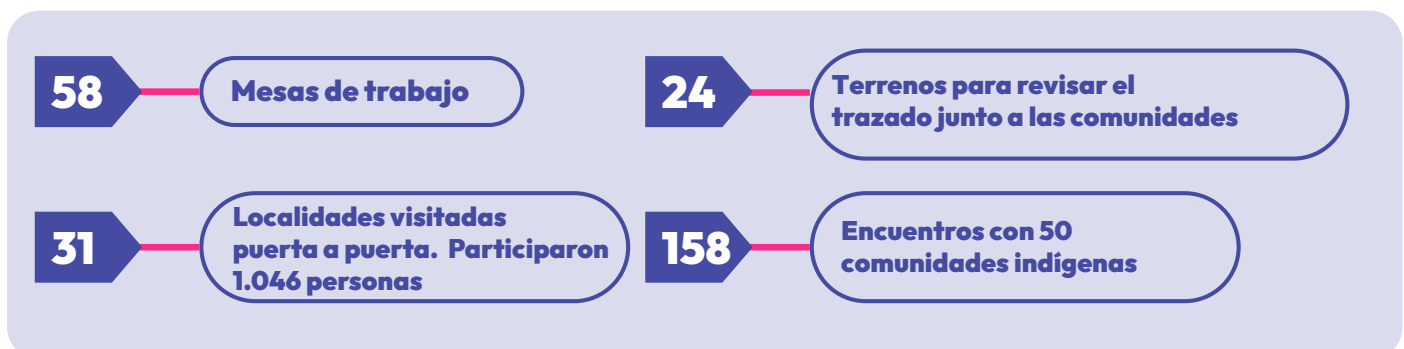 58
Mesas de trabajo
24
Terrenos para revisar el
trazado junto a las comunidades
31
Localidades visitadas
puerta a puerta.  Participaron
1.046 personas
158
Encuentros con 50
comunidades indígenas